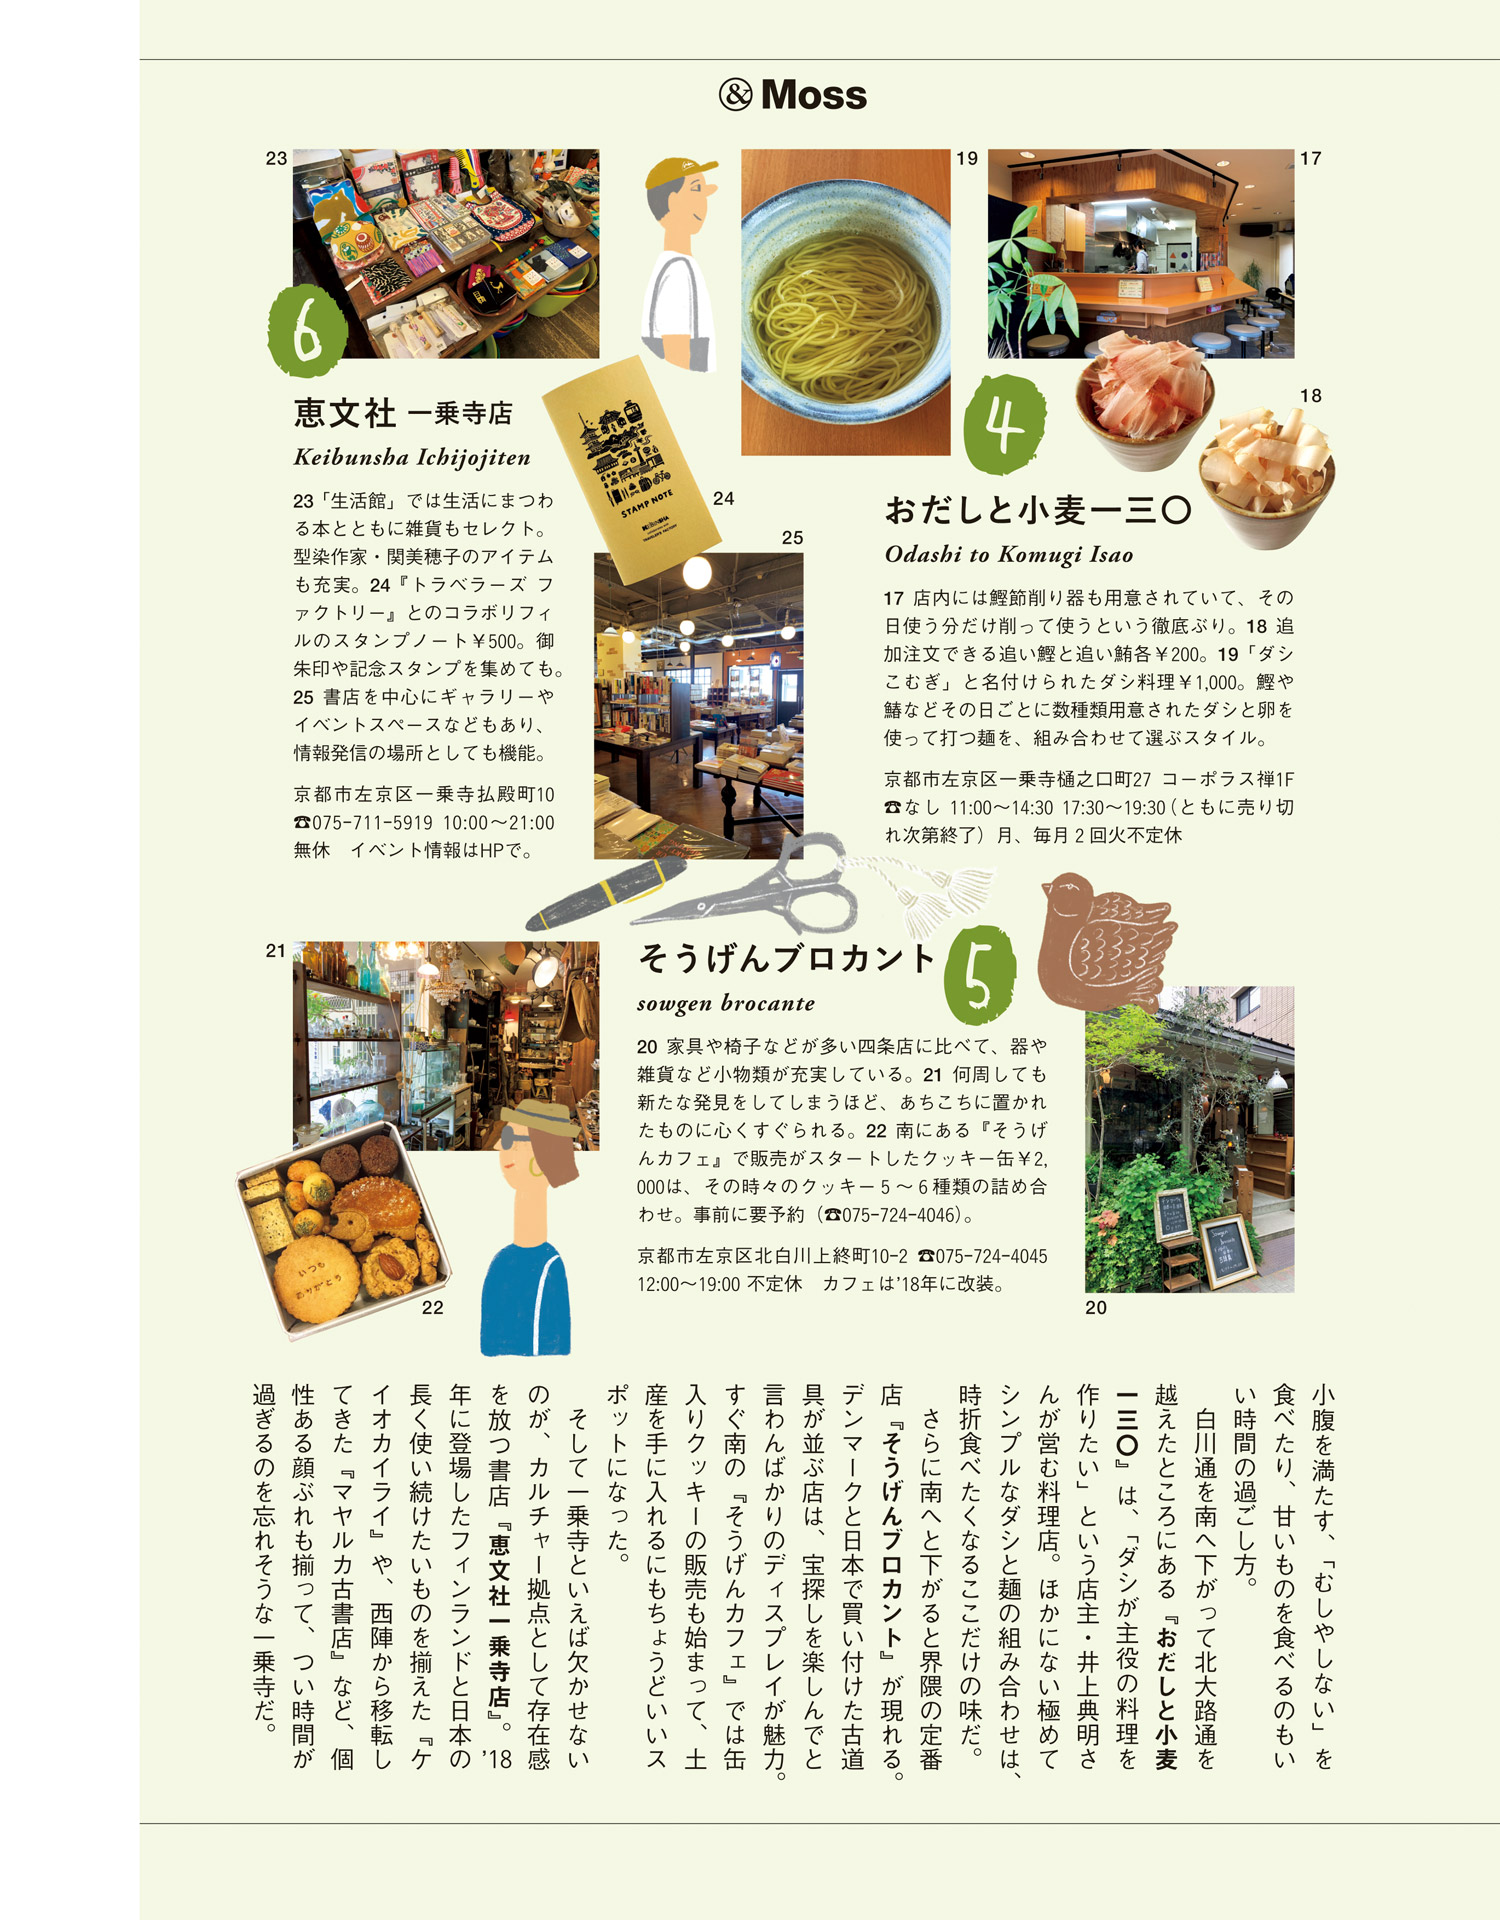 & Moss
17
18
19
4
おだしと小麦一三〇
Odashi to Komugi Isao
17 店内には鰹節削り器も用意されていて、その
日使う分だけ削って使うという徹底ぶり。18 追
加注文できる追い鰹と追い鮪各¥200。19「ダシ
こむぎ」と名付けられたダシ料理¥1,000。鰹や
鰆などその日ごとに数種類用意されたダシと卵を
使って打つ麺を、組み合わせて選ぶスタイル。
京都市左京区一乗寺樋之口町27 コーポラス禅1F
☎なし 11:00〜14:30 17:30〜19:30（ともに売り切
れ次第終了）月、毎月2回火不定休
20
21
22
いつも
ありがとう
5
そうげんブロカント
sowgen brocante
20 家具や椅子などが多い四条店に比べて、器や
雑貨など小物類が充実している。21 何周しても
新たな発見をしてしまうほど、あちこちに置かれ
たものに心くすぐられる。22 南にある『そうげ
んカフェ』で販売がスタートしたクッキー缶¥2,
000は、その時々のクッキー5〜6種類の詰め合
わせ。事前に要予約（☎075-724-4046）。
京都市左京区北白川上終町10-2 ☎075-724-4045
12:00〜19:00 不定休　カフェは’18年に改装。
23
24
STAMP NOTE
25
6
恵文社 一乗寺店
Keibunsha Ichijojiten
23「生活館」では生活にまつわ
る本とともに雑貨もセレクト。
型染作家・関美穂子のアイテム
も充実。24『トラベラーズ フ
ァクトリー』とのコラボリフィ
ルのスタンプノート¥500。御
朱印や記念スタンプを集めても。
25 書店を中心にギャラリーや
イベントスペースなどもあり、
情報発信の場所としても機能。
京都市左京区一乗寺払殿町10
☎075-711-5919 10:00〜21:00
無休　イベント情報はHPで。
小腹を満たす、「むしやしない」を
食べたり、甘いものを食べるのもい
い時間の過ごし方。
白川通を南へ下がって北大路通を
越えたところにある『おだしと小麦
一三〇』は、「ダシが主役の料理を
作りたい」という店主・井上典明さ
んが営む料理店。ほかにない極めて
シンプルなダシと麺の組み合わせは、
時折食べたくなるここだけの味だ。
さらに南へと下がると界隈の定番
店『そうげんブロカント』が現れる。
デンマークと日本で買い付けた古道
具が並ぶ店は、宝探しを楽しんでと
言わんばかりのディスプレイが魅力。
すぐ南の『そうげんカフェ』では缶
入りクッキーの販売も始まって、土
産を手に入れるにもちょうどいいス
ポットになった。
そして一乗寺といえば欠かせない
のが、カルチャー拠点として存在感
を放つ書店『恵文社一乗寺店』。’18
年に登場したフィンランドと日本の
長く使い続けたいものを揃えた『ケ
イオカイライ』や、西陣から移転し
てきた『マヤルカ古書店』など、個
性ある顔ぶれも揃って、つい時間が
過ぎるのを忘れそうな一乗寺だ。